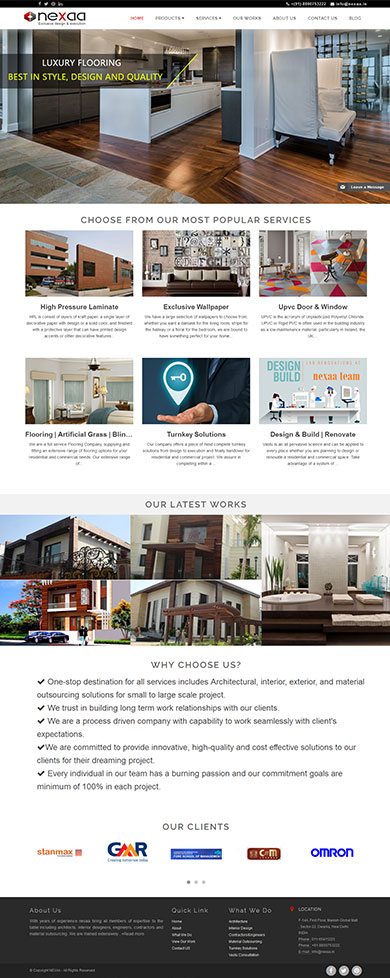 +(91)-8800753222 info@nexaa.in
nexaa
Exclusive design & execution
HOME PRODUCTS SERVICES OUR WORKS ABOUT US CONTACT US BLOG
LUXURY FLOORING
BEST IN STYLE, DESIGN AND QUALITY
Leave a Message
CHOOSE FROM OUR MOST POPULAR SERVICES
High Pressure Laminate
HPL is consist of layers of kraft paper, a single layer of
decorative paper with design or a solid color, and finished
with a protective layer that can have printed design,
accents or other decorative features...
Exclusive Wallpaper
We have a large selection of wallpapers to choose from,
whether you want a damask for the living room, stripe for
the hallway or a floral for the bedroom, we are bound to
have something perfect for your home...
Upvc Door & Window
UPVC is the acronym of Unplasticized Polyvinyl Chloride.
UPVC or Rigid PVC is often used in the building industry
as a low-maintenance material, particularly in Ireland, the
UK...
DESIGN
BUILD
nexaa team
Flooring | Artificial Grass | Blin...
We are a full service Flooring Company, supplying and
fitting an extensive range of flooring options for your
residential and commercial needs. Our extensive range
of...
Turnkey Solutions
Our company offers a piece of mind complete turnkey
solutions from design to execution and finally handover for
residential and commercial project. We assure in
completing within a ...
Design & Build | Renovate
Vastu is an all pervasive science and can be applied to
every place whether you are planning to design or
renovate a residential and commercial space. Take
advantage of a system of ...
OUR LATEST WORKS
WHY CHOOSE US?
✔ One-stop destination for all services includes Architectural, interior, exterior, and material
outsourcing solutions for small to large scale project.
✔ We trust in building long term work relationships with our clients.
✔ We are a process driven company with capability to work seamlessly with client's
expectations.
✔We are committed to provide innovative, high-quality and cost effective solutions to our
clients for their dreaming project.
✔ Every individual in our team has a burning passion and our commitment goals are
minimum of 100% in each project.
OUR CLIENTS
stanmax
GMR
OMRON
About Us
With years of experience nexaa bring all members of expertise to the
table including architects, interior designers, engineers, contractors and
material outsourcing. We are trained extensively ...+Read more
Quick Link
Home
About
What We Do
View Our Work
Contact US
What We Do
Architecture
Interior Design
Contractors/Engineers
Material Outsourcing
Turnkey Solutions
Vastu Consultation
LOCATION
INDIA
E-mail: info@nexaa.in
© Copyright NEXAA - All Rights Reserved